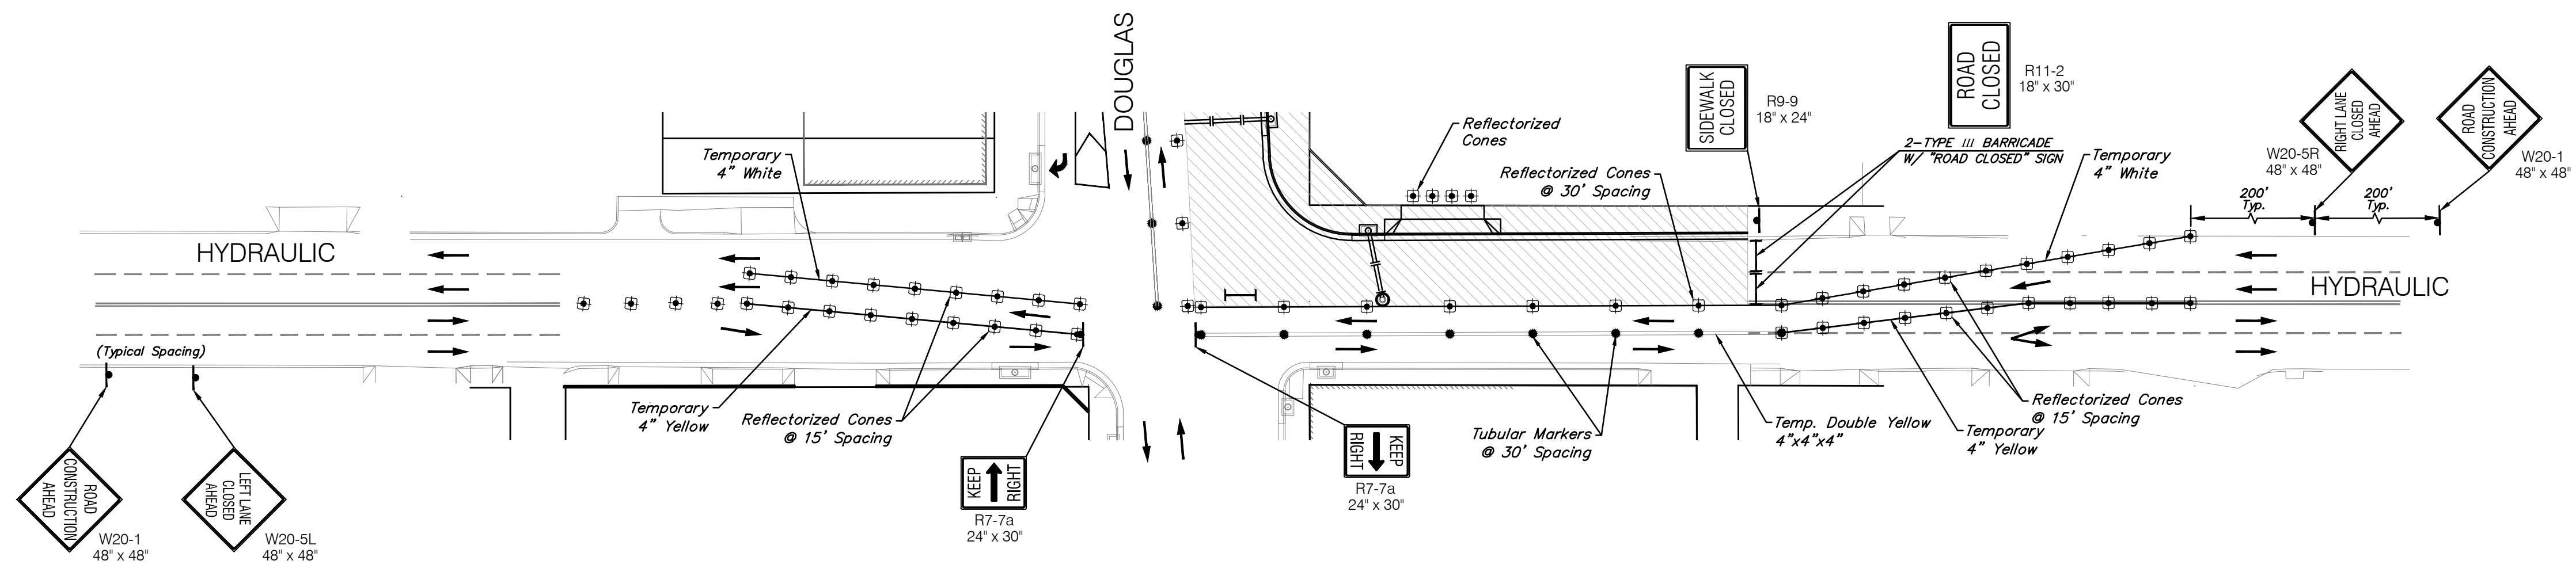 DOUGLAS
HYDRAULIC
(Typical Spacing)
ROAD
CONSTRUCTION
AHEAD
W20-1
48" x 48"
LEFT LANE
CLOSED
AHEAD
W20-5L
48" x 48"
Temporary
4" White
Temporary
4" Yellow
Reflectorized Cones
@ 15' Spacing
KEEP
RIGHT
R7-7a
24" x 30"
KEEP
RIGHT
R7-7a
24" x 30"
Reflectorized
Cones
Reflectorized Cones
@ 30' Spacing
Tubular Markers
@ 30' Spacing
SIDEWALK
CLOSED
R9-9
18" x 24"
ROAD
CLOSED
R11-2
18" x 30"
2-TYPE III BARRICADE
W/ "ROAD CLOSED" SIGN
Temporary
4" White
Temp. Double Yellow
4"x4"x4"
Temporary
4" Yellow
Reflectorized Cones
@ 15' Spacing
RIGHT LANE
CLOSED
AHEAD
W20-5R
48" x 48"
ROAD
CONSTRUCTION
AHEAD
W20-1
48" x 48"
200'
Typ.
200'
Typ.
HYDRAULIC